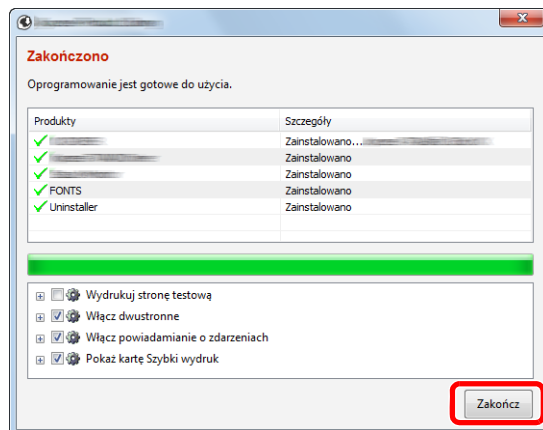 Zakończono
Oprogramowanie jest gotowe do użycia.
Produkty Szczegóły
Zainstalowano...
Zainstalowano
Zainstalowano
FONTS Zainstalowano
Uninstaller Zainstalowano
Wydrukuj stronę testową
Włącz dwustronne
Włącz powiadamianie o zdarzeniach
Pokaż kartę Szybki wydruk
Zakończ